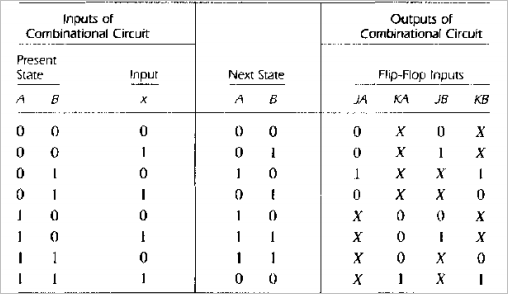 Inputs of Outputs of
Combinational Circuit Combinational Circuit
Present
State Input Next State Flip-Flop Inputs
A B x A B JA KA JB KB
0 0 0 0 0 0 X 0 X
0 0 1 0 1 0 X 1 X
0 1 0 1 0 1 X X 1
0 1 1 0 1 0 X X 0
1 0 0 1 0 X 0 0 X
1 0 1 1 1 X 0 1 X
1 1 0 1 1 X 0 X 0
1 1 1 0 0 X 1 X 1